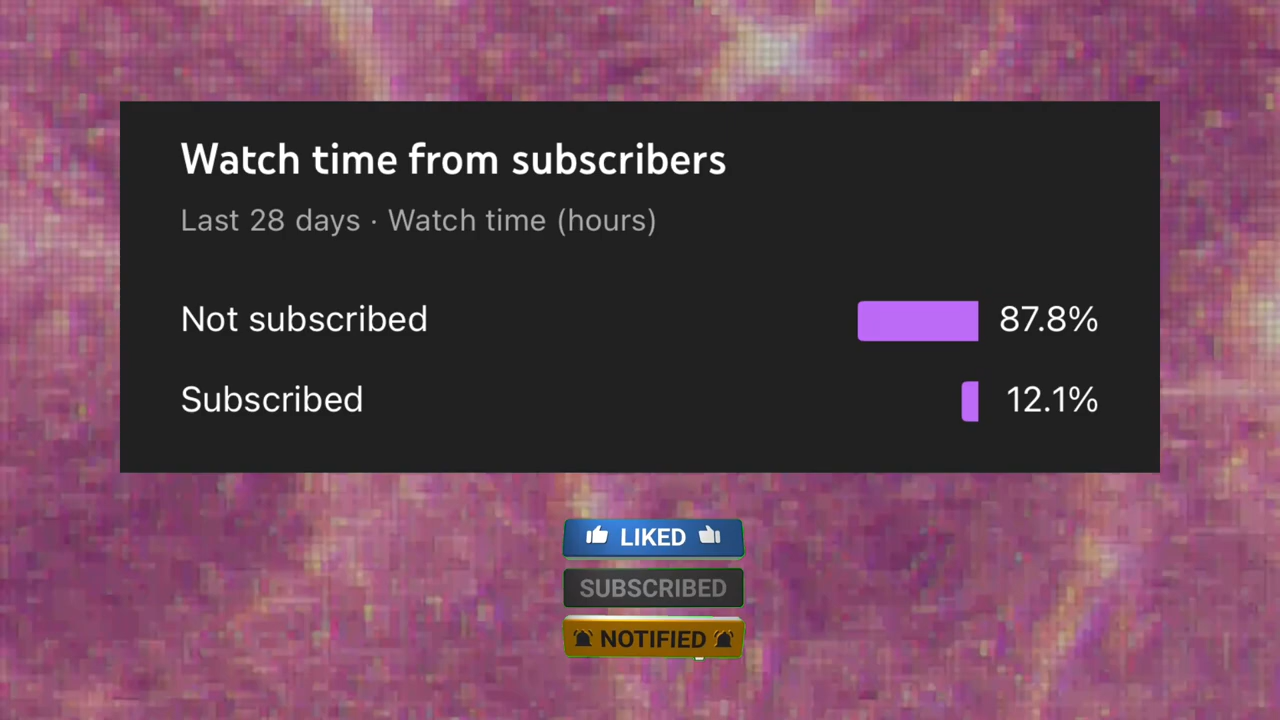 Watch time from subscribers
Last 28 days · Watch time (hours)
Not subscribed 87.8%
Subscribed 12.1%
LIKED
SUBSCRIBED
NOTIFIED